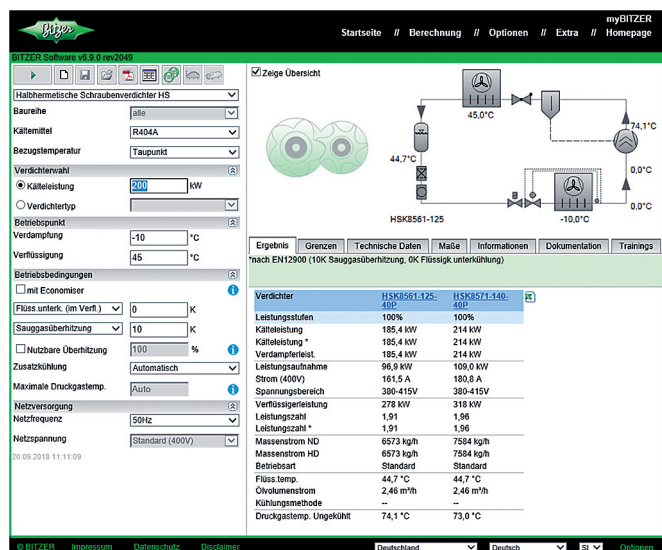 Bitzer
myBITZER
Startseite // Berechnung // Optionen // Extra // Homepage
BITZER Software v6.9.0 rev2049
Halbhermetische Schraubenverdichter HS
Baureihe alle
Kältemittel R404A
Bezugstemperatur Taupunkt
Verdichterwahl
Kälteleistung 200 kW
Verdichtertyp
Betriebspunkt
Verdampfung -10 °C
Verflüssigung 45 °C
Betriebsbedingungen
mit Economiser
Flüss.unterk. (im Verfl.) 0 K
Sauggasüberhitzung 10 K
Nutzbare Überhitzung 100 %
Zusatzkühlung Automatisch
Maximale Druckgastemp. Auto
Netzversorgung
Netzfrequenz 50Hz
Netzspannung Standard (400V)
20.09.2018 11:11:09
Zeige Übersicht
45,0°C
74,1°C
44,7°C
0,0°C
0,0°C
HSK8561-125
-10,0°C
Ergebnis Grenzen Technische Daten Maße Informationen Dokumentation Trainings
*nach EN12900 (10K Sauggasüberhitzung, 0K Flüssigk.unterkühlung)
Verdichter HSK8561-125-40P HSK8571-140-40P
Leistungsstufen 100% 100%
Kälteleistung 185,4 kW 214 kW
Kälteleistung * 185,4 kW 214 kW
Verdampferleist. 185,4 kW 214 kW
Leistungsaufnahme 96,9 kW 109,0 kW
Strom (400V) 161,5 A 180,8 A
Spannungsbereich 380-415V 380-415V
Verflüssigerleistung 278 kW 318 kW
Leistungszahl 1,91 1,96
Leistungszahl * 1,91 1,96
Massenstrom ND 6573 kg/h 7584 kg/h
Massenstrom HD 6573 kg/h 7584 kg/h
Betriebsart Standard Standard
Flüss.temp. 44,7 °C 44,7 °C
Ölvolumenstrom 2,46 m³/h 2,46 m³/h
Kühlungsmethode -- --
Druckgastemp. Ungekühlt 74,1 °C 73,0 °C
© BITZER Impressum Datenschutz Disclaimer Deutschland Deutsch SI Optionen